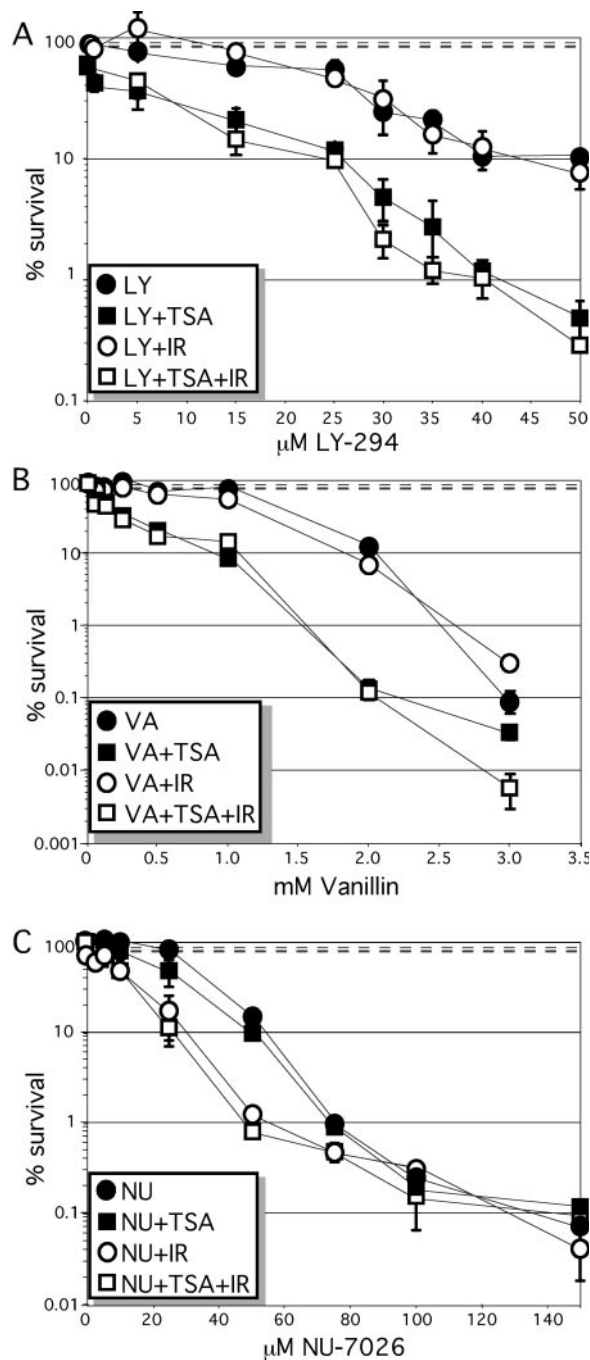 A
100
10
1
0.1
% survival
LY
LY+TSA
LY+IR
LY+TSA+IR
0 5 10 15 20 25 30 35 40 45 50
μM LY-294
B
100
10
1
0.1
0.01
0.001
% survival
VA
VA+TSA
VA+IR
VA+TSA+IR
0 0.5 1.0 1.5 2.0 2.5 3.0 3.5
mM Vanillin
C
100
10
1
0.1
0.01
% survival
NU
NU+TSA
NU+IR
NU+TSA+IR
0 20 40 60 80 100 120 140
μM NU-7026